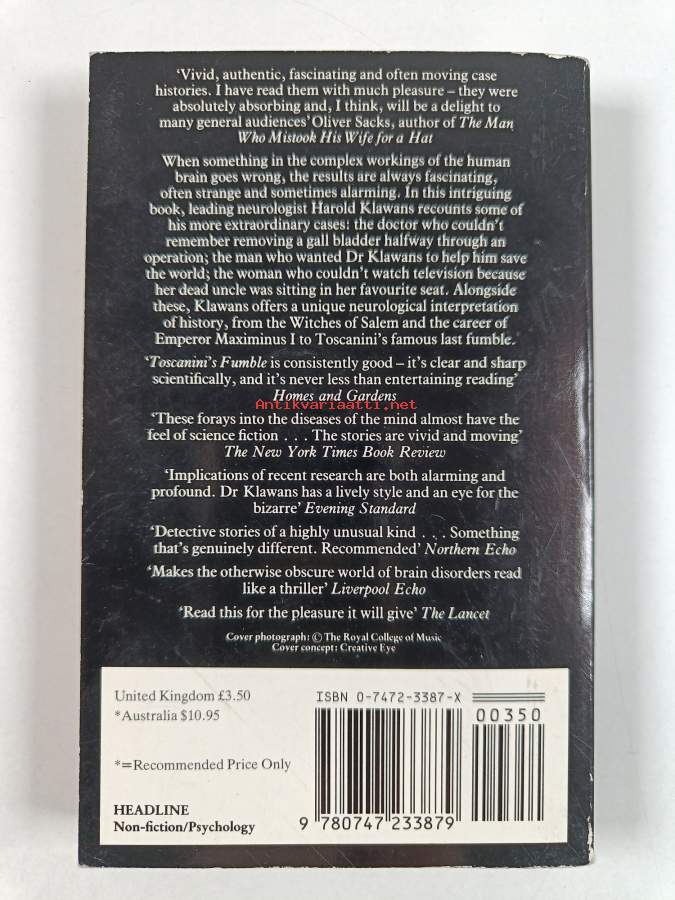 ‘Vivid, authentic, fascinating and often moving case
histories. I have read them with much pleasure – they were
absolutely absorbing and, I think, will be a delight to
many general audiences’ Oliver Sacks, author of The Man
Who Mistook His Wife for a Hat
When something in the complex workings of the human
brain goes wrong, the results are always fascinating,
often strange and sometimes alarming. In this intriguing
book, leading neurologist Harold Klawans recounts some of
his more extraordinary cases: the doctor who couldn’t
remember removing a gall bladder halfway through an
operation; the man who wanted Dr Klawans to help him save
the world; the woman who couldn’t watch television because
her dead uncle was sitting in her favourite seat. Alongside
these, Klawans offers a unique neurological interpretation
of history, from the Witches of Salem and the career of
Emperor Maximinus I to Toscanini’s famous last fumble.
‘Toscanini’s Fumble is consistently good – it’s clear and sharp
scientifically, and it’s never less than entertaining reading’
Homes and Gardens
Antikvariaatti.net
‘These forays into the diseases of the mind almost have the
feel of science fiction . . . The stories are vivid and moving’
The New York Times Book Review
‘Implications of recent research are both alarming and
profound. Dr Klawans has a lively style and an eye for the
bizarre’ Evening Standard
‘Detective stories of a highly unusual kind . . . Something
that’s genuinely different. Recommended’ Northern Echo
‘Makes the otherwise obscure world of brain disorders read
like a thriller’ Liverpool Echo
‘Read this for the pleasure it will give’ The Lancet
Cover photograph: © The Royal College of Music
Cover concept: Creative Eye
United Kingdom £3.50
*Australia $10.95
*=Recommended Price Only
HEADLINE
Non-fiction/Psychology
ISBN 0-7472-3387-X
00350
9 780747 233879